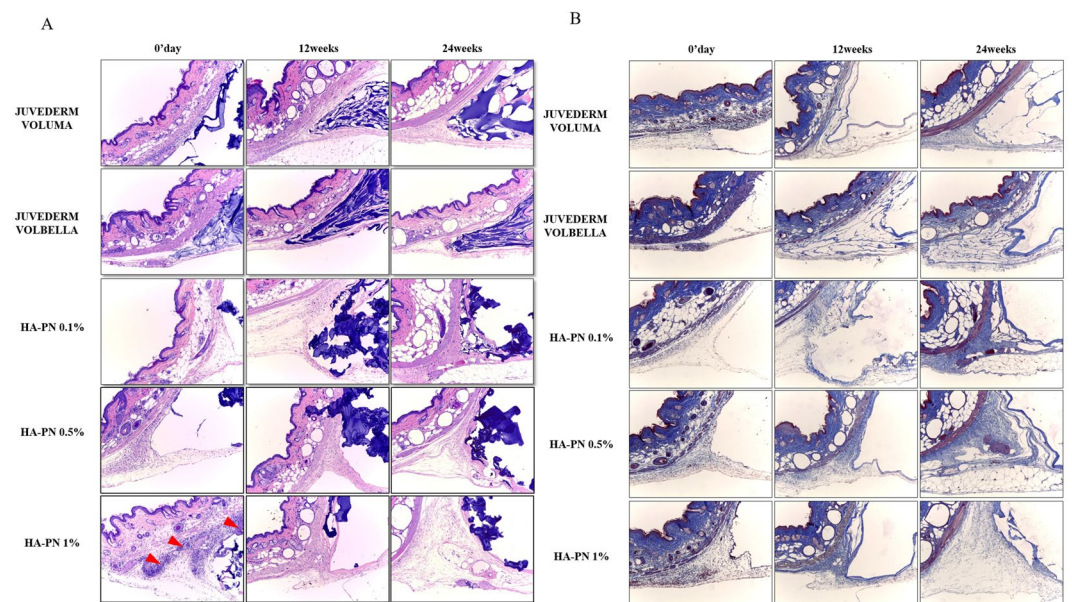 A
0'day 12weeks 24weeks
JUVEDERM
VOLUMA
JUVEDERM
VOLBELLA
HA-PN 0.1%
HA-PN 0.5%
HA-PN 1%
B
0'day 12weeks 24weeks
JUVEDERM
VOLUMA
JUVEDERM
VOLBELLA
HA-PN 0.1%
HA-PN 0.5%
HA-PN 1%